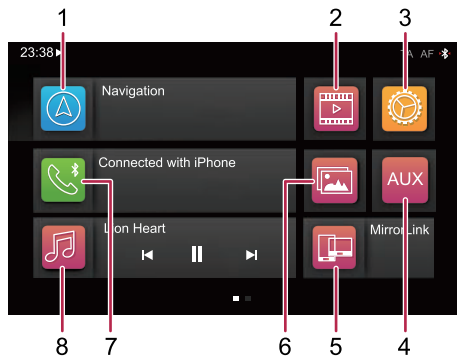 1 2 3
23:38 TA AF
Navigation
Connected with iPhone
AUX
Lion Heart
MirrorLink
8 7 6 5 4